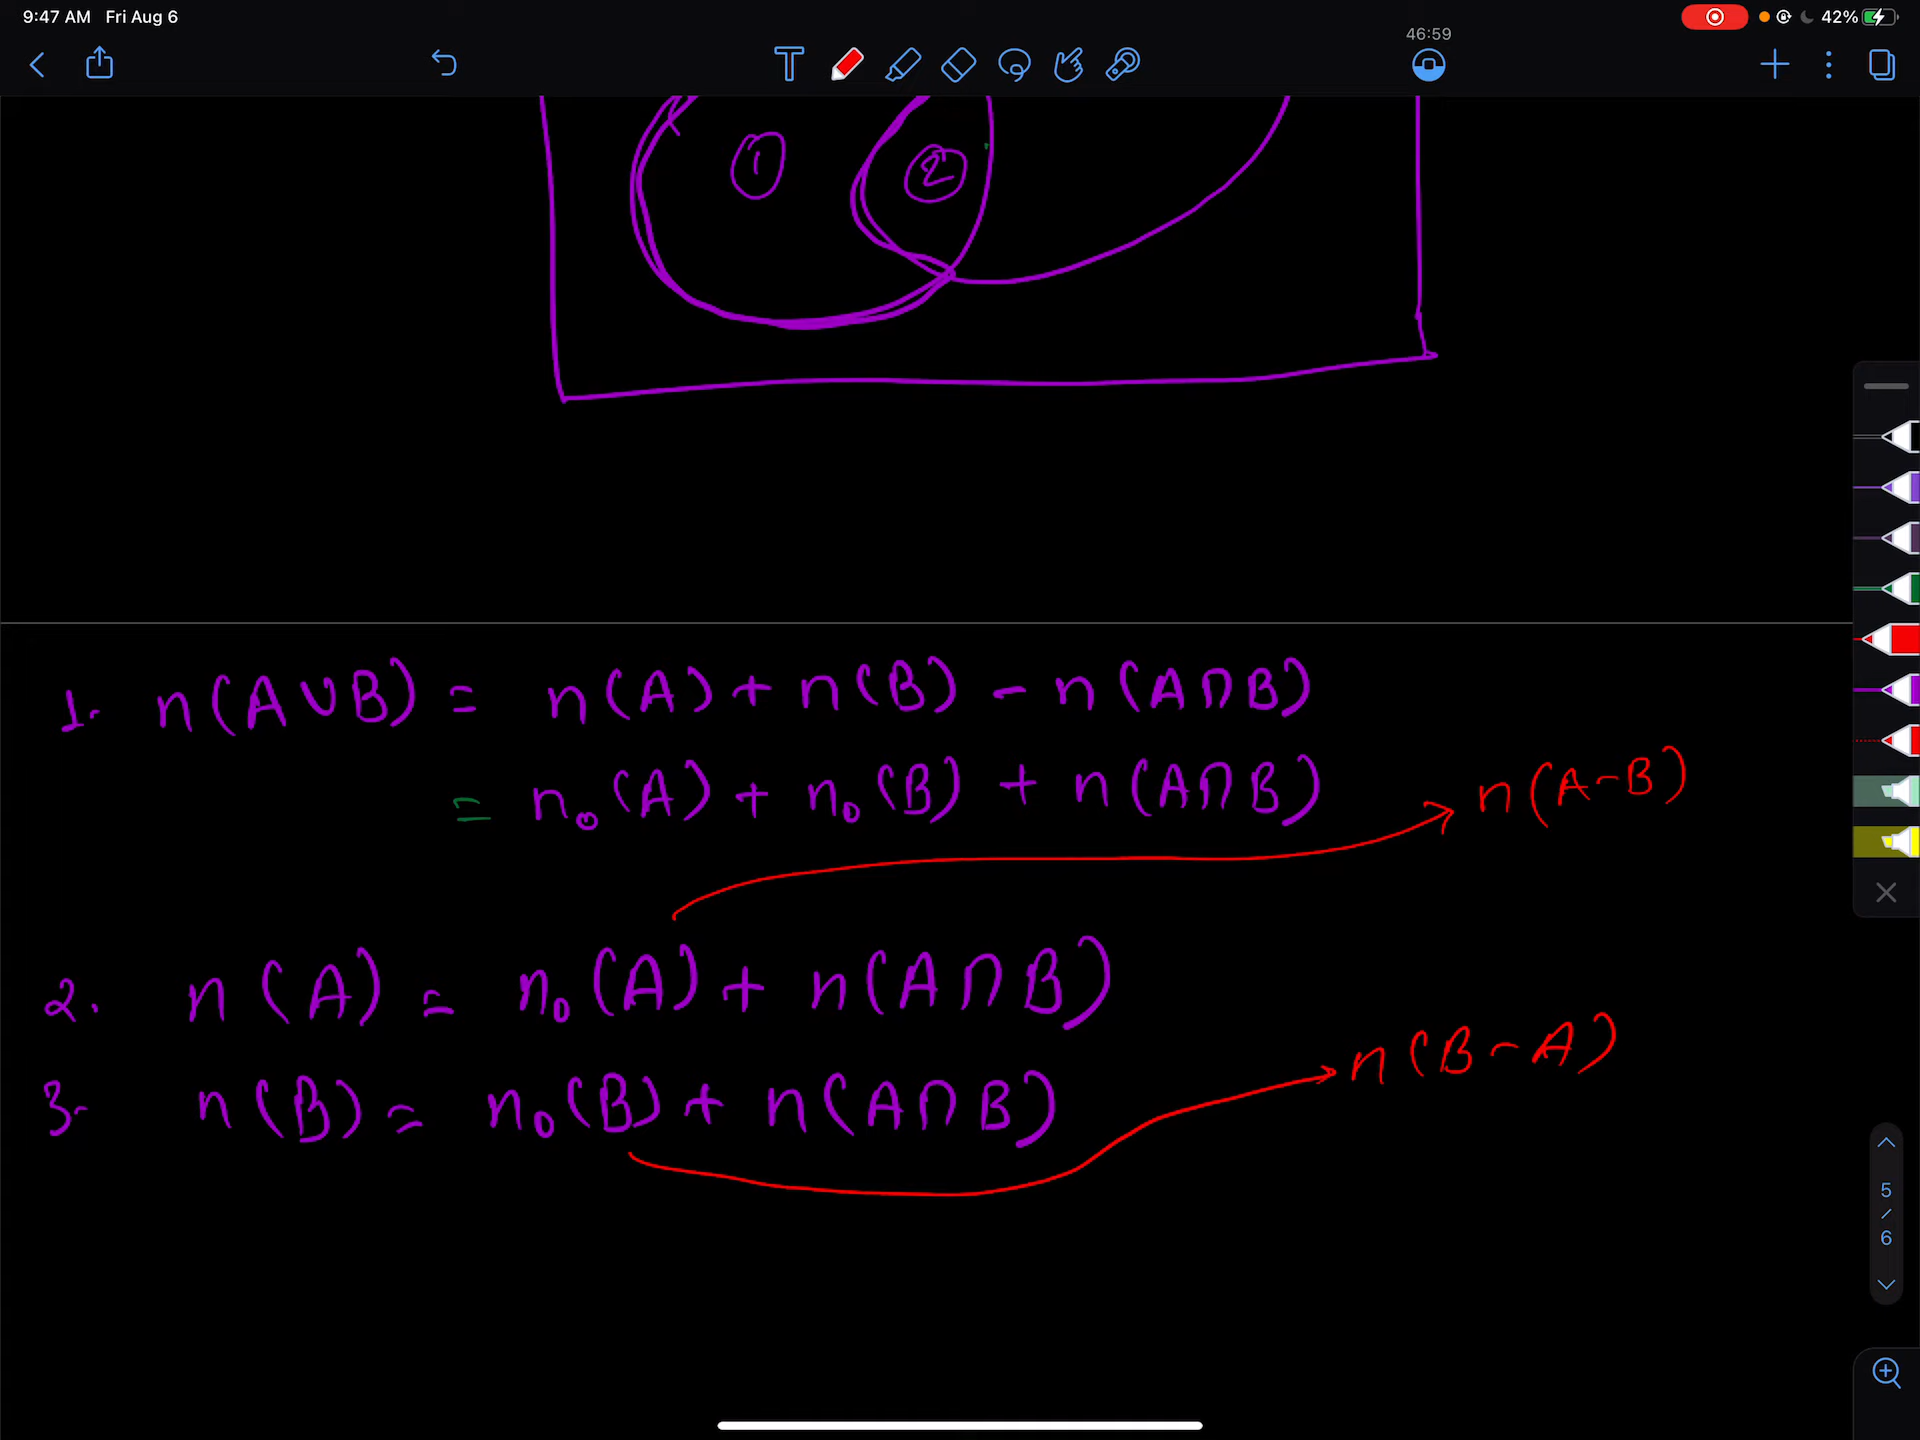 9:47 AM Fri Aug 6
42%
46:59
T
1
2
1. n(A∪B) = n(A) + n(B) - n(A∩B)
= n₀(A) + n₀(B) + n(A∩B)
n(A-B)
2. n(A) = n₀(A) + n(A∩B)
n(B-A)
3. n(B) = n₀(B) + n(A∩B)
5
/
6